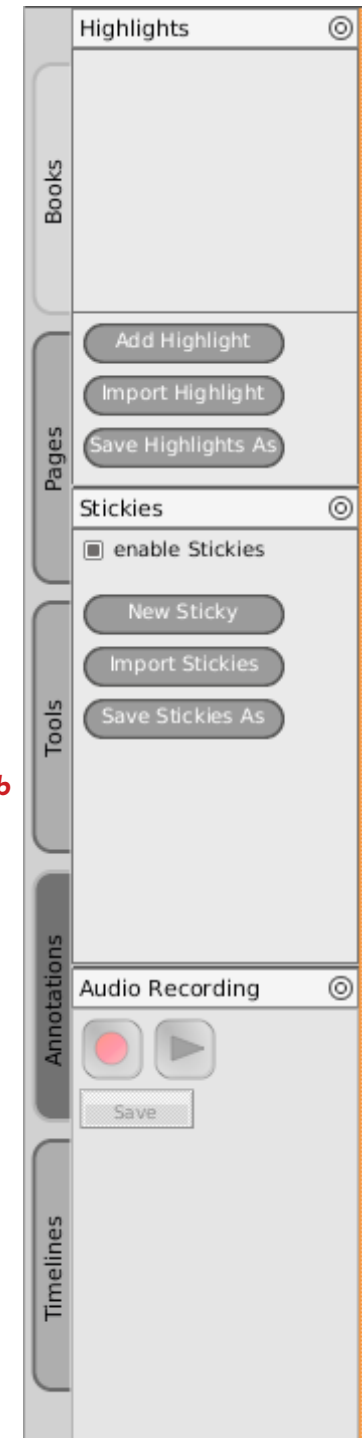 Highlights
Books
Add Highlight
Import Highlight
Save Highlights As
Pages
Stickies
enable Stickies
New Sticky
Import Stickies
Save Stickies As
Tools
b
Annotations
Audio Recording
Save
Timelines